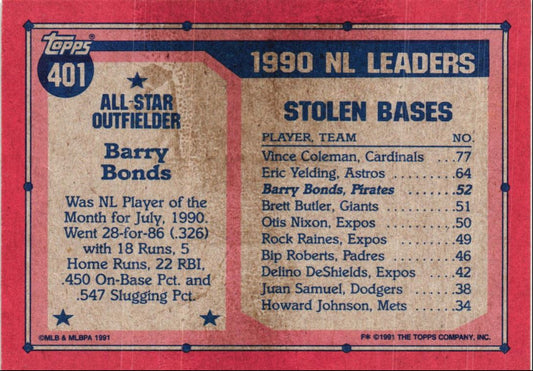 Topps®
401
ALL-STAR
OUTFIELDER
Barry
Bonds
Was NL Player of the
Month for July, 1990.
Went 28-for-86 (.326)
with 18 Runs, 5
Home Runs, 22 RBI,
.450 On-Base Pct. and
.547 Slugging Pct.
©MLB & MLBPA 1991
1990 NL LEADERS
STOLEN BASES
PLAYER, TEAM NO.
Vince Coleman, Cardinals ....77
Eric Yelding, Astros ....64
Barry Bonds, Pirates ....52
Brett Butler, Giants ....51
Otis Nixon, Expos ....50
Rock Raines, Expos ....49
Bip Roberts, Padres ....46
Delino DeShields, Expos ....42
Juan Samuel, Dodgers ....38
Howard Johnson, Mets ....34
F* ©1991 THE TOPPS COMPANY, INC.